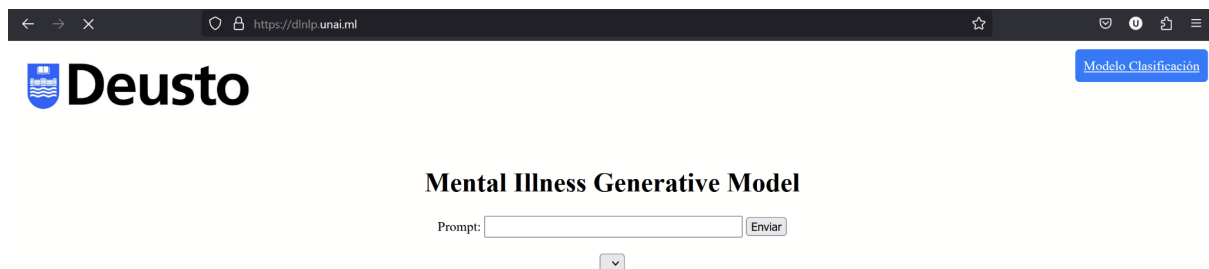 https://dlnlp.unai.ml
U
Deusto
Modelo Clasificación
Mental Illness Generative Model
Prompt:
Enviar